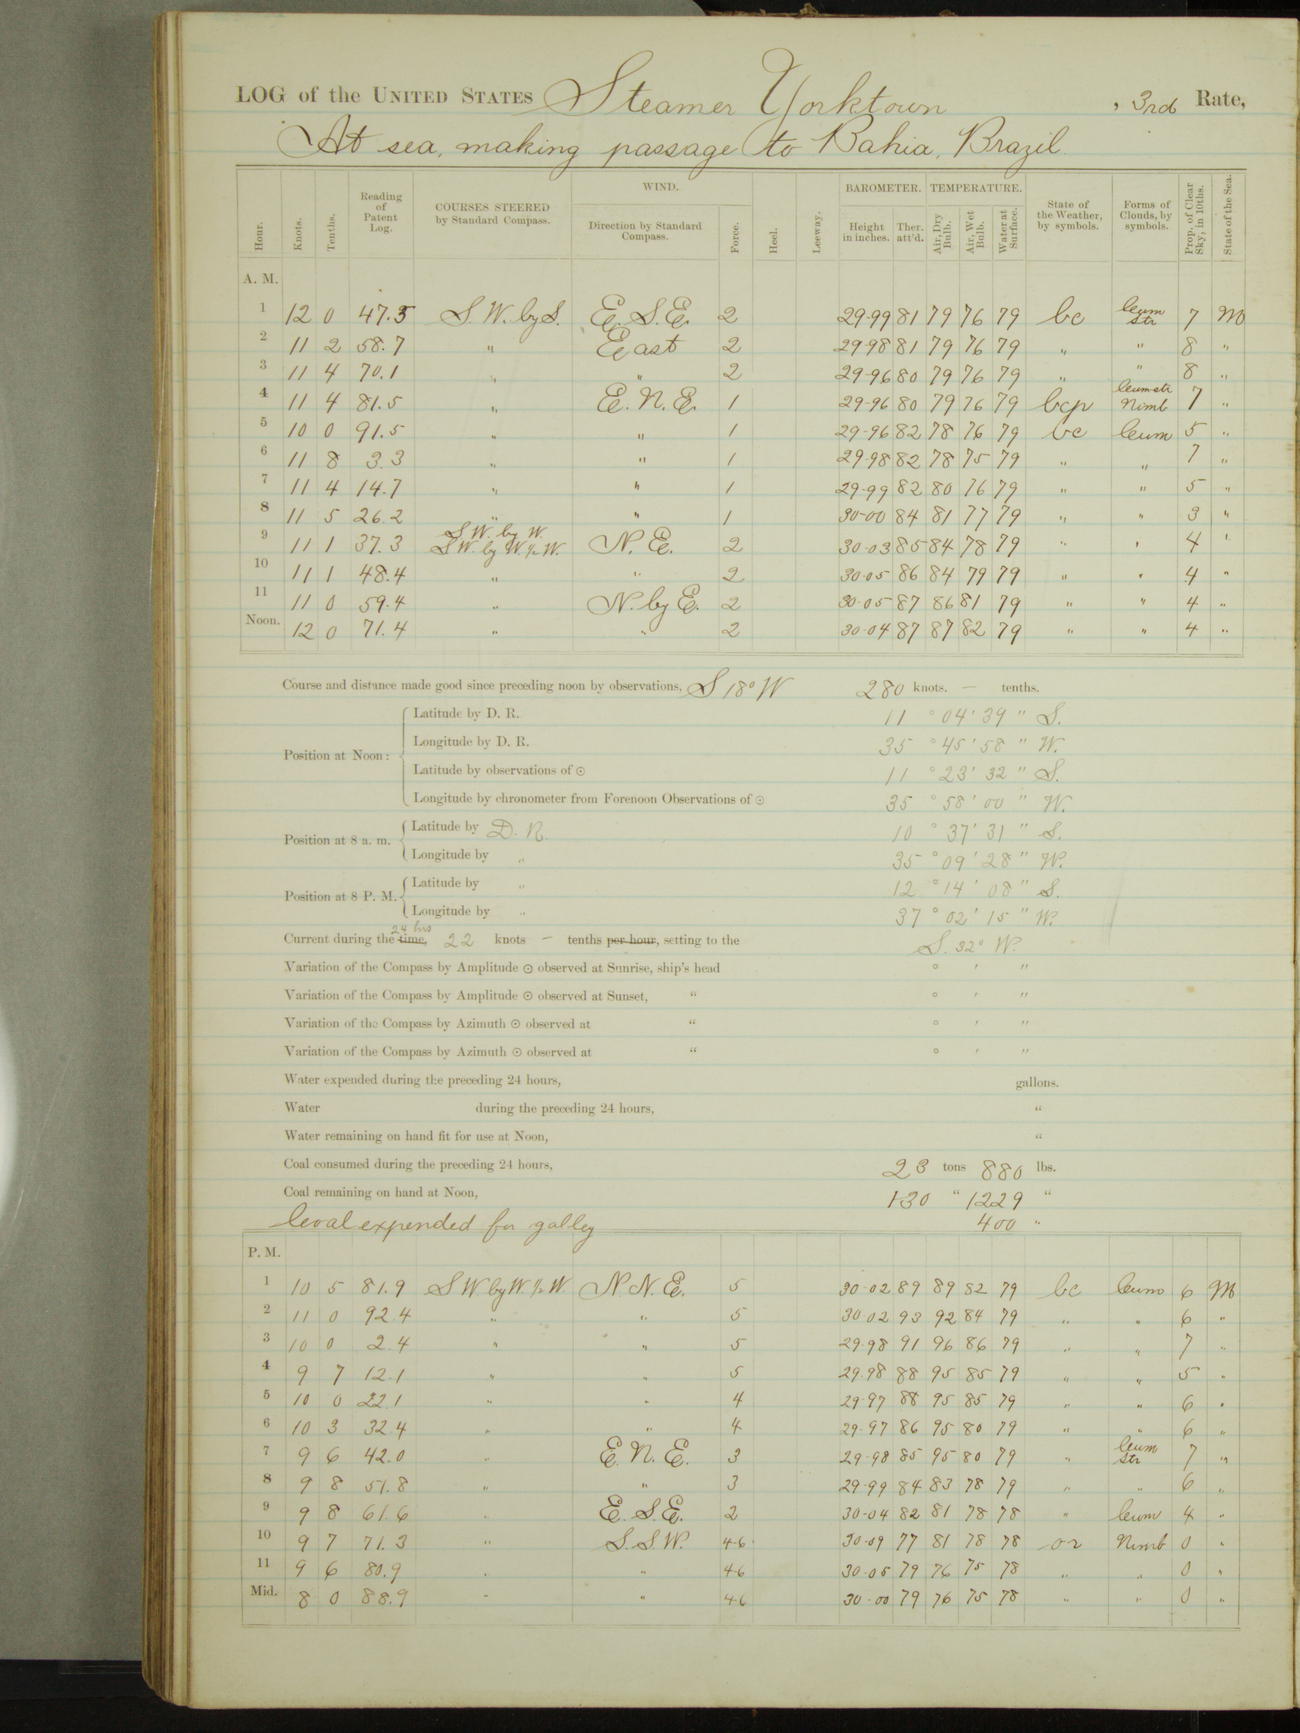 LOG of the UNITED STATES Steamer Yorktown , 3rd Rate,
At sea, making passage to Bahia, Brazil.
Hour. Knots. Tenths. Reading of Patent Log. COURSES STEERED by Standard Compass. WIND. Direction by Standard Compass. Force. Heel. Leeway. BAROMETER. Height in inches. Ther. att'd. TEMPERATURE. Air, Dry Bulb. Air, Wet Bulb. Water at Surface. State of the Weather, by symbols. Forms of Clouds, by symbols. Prop. of Clear Sky, in 10ths. State of the Sea.
A. M.
1 12 0 47.3 S.W. by S. E.S.E. 2 29.99 81 79 76 79 bc Cum Str 7 M
2 11 2 58.7 " East 2 29.98 81 79 76 79 " " 8 "
3 11 4 70.1 " " 2 29.96 80 79 76 79 " " 8 "
4 11 4 81.5 " E.N.E. 1 29.96 80 79 76 79 bcp Cum-str Nimb 7 "
5 10 0 91.5 " " 1 29.96 82 78 76 79 bc Cum 5 "
6 11 8 3.3 " " 1 29.98 82 78 75 79 " " 7 "
7 11 4 14.7 " " 1 29.99 82 80 76 79 " " 5 "
8 11 5 26.2 " " 1 30.00 84 81 77 79 " " 3 "
S.W. by W.
9 11 1 37.3 S.W. by W. ½ W. N.E. 2 30.03 85 84 78 79 " " 4 "
10 11 1 48.4 " " 2 30.05 86 84 79 79 " " 4 "
11 11 0 59.4 " N. by E. 2 30.05 87 86 81 79 " " 4 "
Noon. 12 0 71.4 " " 2 30.04 87 87 82 79 " " 4 "
Course and distance made good since preceding noon by observations, S 18° W 280 knots. — tenths.
Position at Noon: Latitude by D. R. 11 ° 04 ' 39 " S.
Longitude by D. R. 35 ° 45 ' 58 " W.
Latitude by observations of ☉ 11 ° 23 ' 32 " S.
Longitude by chronometer from Forenoon Observations of ☉ 35 ° 58 ' 00 " W.
Position at 8 a. m. Latitude by D.R. 10 ° 37 ' 31 " S.
Longitude by " 35 ° 09 ' 28 " W.
Position at 8 P. M. Latitude by " 12 ° 14 ' 08 " S.
Longitude by " 37 ° 02 ' 15 " W.
24 hrs
Current during the time, 22 knots — tenths per hour, setting to the S. 32° W.
Variation of the Compass by Amplitude ☉ observed at Sunrise, ship's head ° ' "
Variation of the Compass by Amplitude ☉ observed at Sunset, " ° ' "
Variation of the Compass by Azimuth ☉ observed at " ° ' "
Variation of the Compass by Azimuth ☉ observed at " ° ' "
Water expended during the preceding 24 hours, gallons.
Water during the preceding 24 hours, "
Water remaining on hand fit for use at Noon, "
Coal consumed during the preceding 24 hours, 23 tons 880 lbs.
Coal remaining on hand at Noon, 130 " 1229 "
Coal expended for galley 400 "
P. M.
1 10 5 81.9 S.W. by W. ½ W. N.N.E. 5 30.02 89 89 82 79 bc Cum 6 M
2 11 0 92.4 " " 5 30.02 93 92 84 79 " " 6 "
3 10 0 2.4 " " 5 29.98 91 96 86 79 " " 7 "
4 9 7 12.1 " " 5 29.98 88 95 85 79 " " 5 "
5 10 0 22.1 " " 4 29.97 88 95 85 79 " " 6 "
6 10 3 32.4 " " 4 29.97 86 95 80 79 " " 6 "
7 9 6 42.0 " E.N.E. 3 29.98 85 95 80 79 " Cum Str 7 "
8 9 8 51.8 " " 3 29.99 84 83 78 79 " " 6 "
9 9 8 61.6 " E.S.E. 2 30.04 82 81 78 78 " Cum 4 "
10 9 7 71.3 " S.S.W. 4-6 30.09 77 81 78 78 or Nimb 0 "
11 9 6 80.9 " " 4-6 30.05 79 76 75 78 " " 0 "
Mid. 8 0 88.9 " " 4-6 30.00 79 76 75 78 " " 0 "